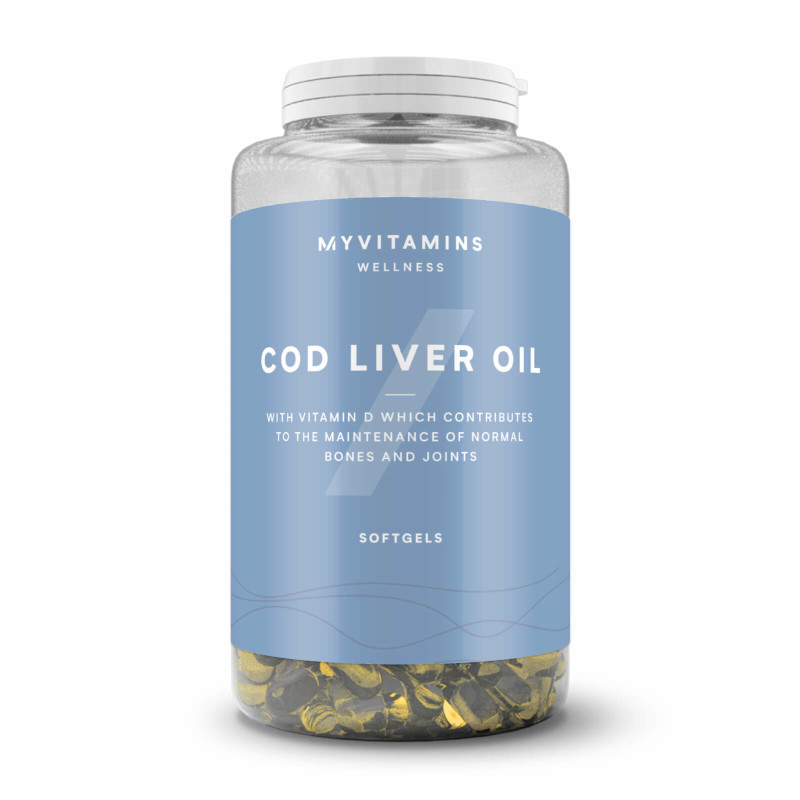 MYVITAMINS
WELLNESS
COD LIVER OIL
WITH VITAMIN D WHICH CONTRIBUTES
TO THE MAINTENANCE OF NORMAL
BONES AND JOINTS
SOFTGELS